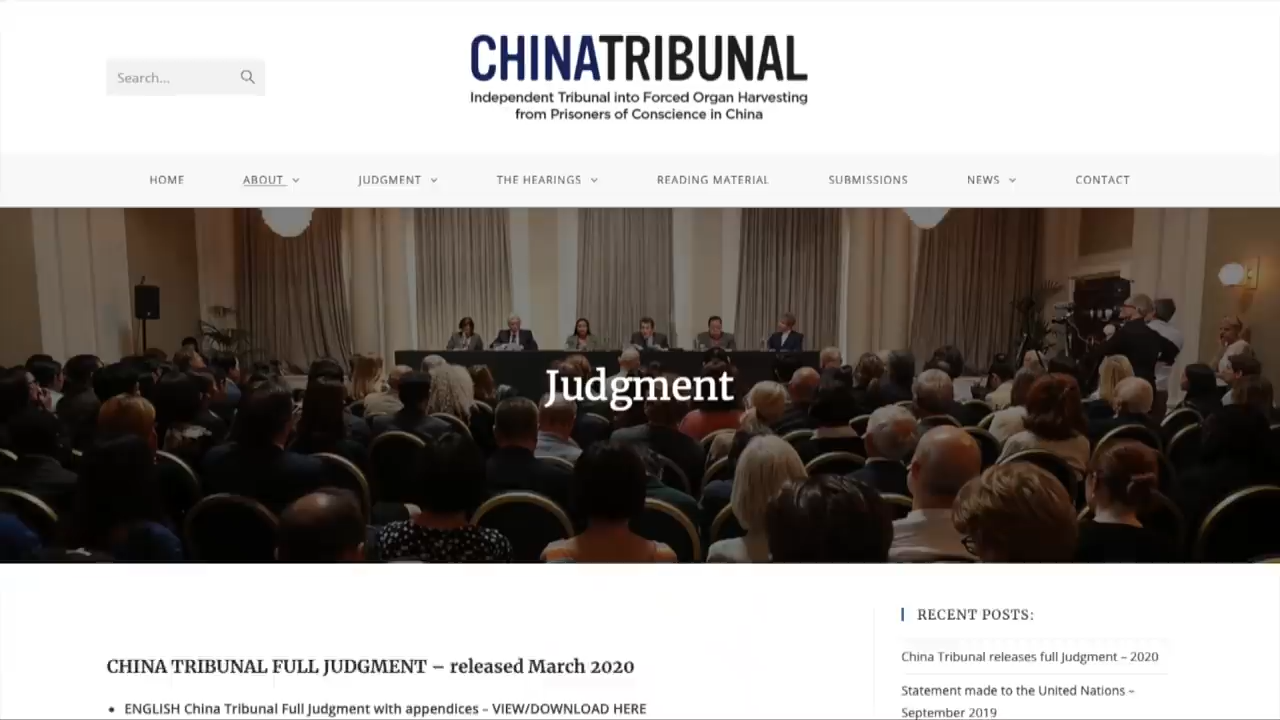 CHINATRIBUNAL
Independent Tribunal into Forced Organ Harvesting
from Prisoners of Conscience in China
Search...
HOME ABOUT JUDGMENT THE HEARINGS READING MATERIAL SUBMISSIONS NEWS CONTACT
Judgment
CHINA TRIBUNAL FULL JUDGMENT – released March 2020
• ENGLISH China Tribunal Full Judgment with appendices – VIEW/DOWNLOAD HERE
RECENT POSTS:
China Tribunal releases full Judgment – 2020
Statement made to the United Nations –
September 2019